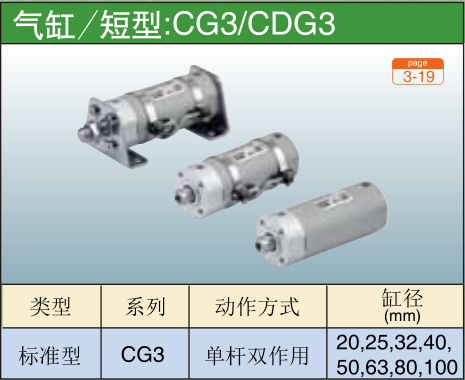 气缸／短型:CG3/CDG3
page
3-19
类型 系列 动作方式 缸径
(mm)
标准型 CG3 单杆双作用 20,25,32,40,
50,63,80,100